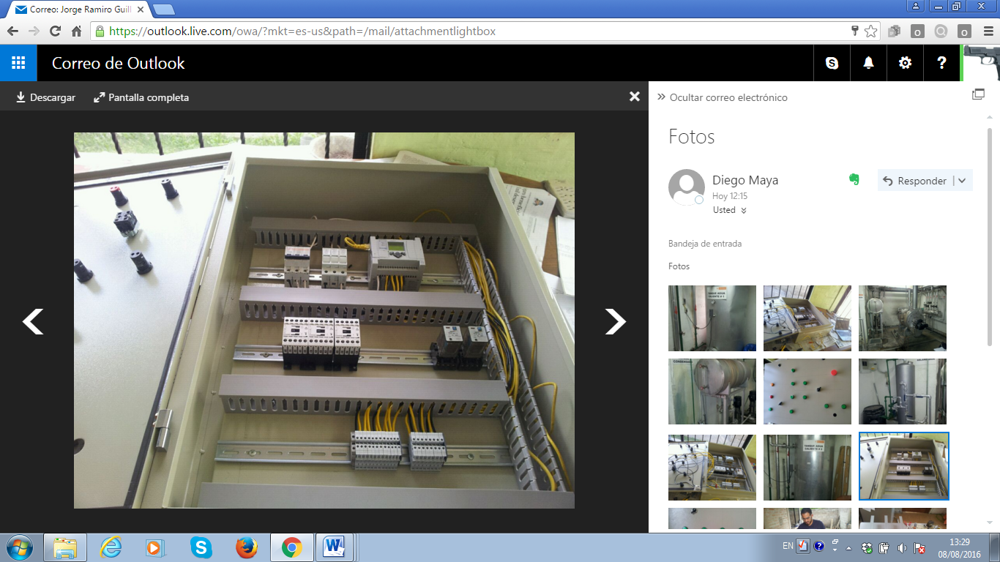 Correo: Jorge Ramiro Guill
https://outlook.live.com/owa/?mkt=es-us&path=/mail/attachmentlightbox
Correo de Outlook
Descargar
Pantalla completa
Ocultar correo electrónico
Fotos
Diego Maya
Hoy 12:15
Usted
Responder
Bandeja de entrada
Fotos
EN
13:29
08/08/2016